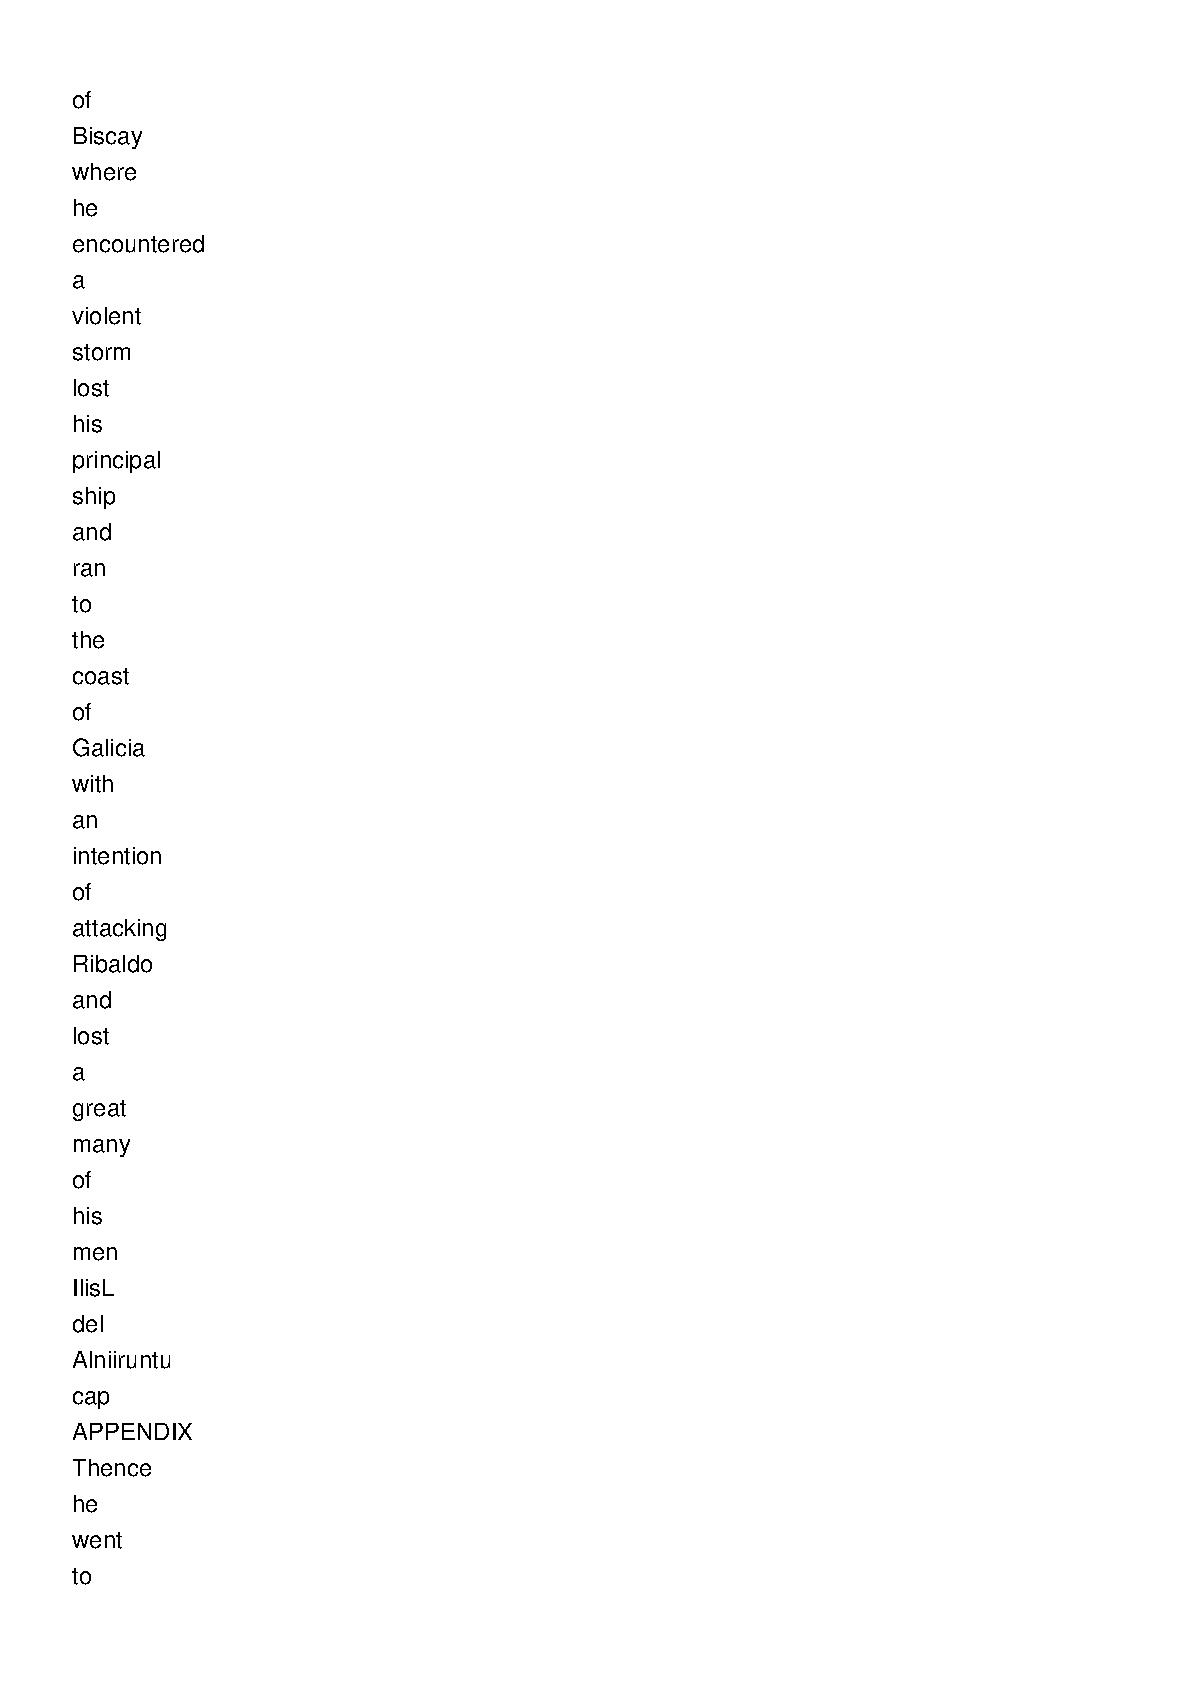 of
Biscay
where
he
encountered
a
violent
storm
lost
his
principal
ship
and
ran
to
the
coast
of
Galicia
with
an
intention
of
attacking
Ribaldo
and
lost
a
great
many
of
his
men
IlisL
del
Alniiruntu
cap
APPENDIX
Thence
he
went
to